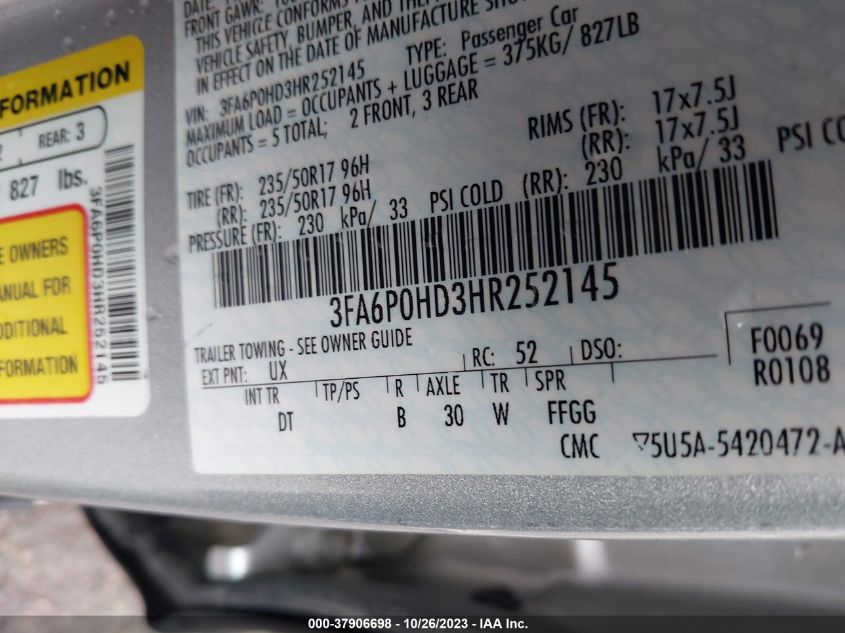 FORMATION
REAR: 3
827 lbs.
3FA6P0HD3HR252145
E OWNERS
ANUAL FOR
DDITIONAL
FORMATION
DATE:
FRONT GAWR:
THIS VEHICLE CONFORMS
VEHICLE SAFETY, BUMPER, AND
IN EFFECT ON THE DATE OF MANUFACTURE
VIN: 3FA6P0HD3HR252145 TYPE: Passenger Car
MAXIMUM LOAD = OCCUPANTS + LUGGAGE = 375KG/ 827LB
OCCUPANTS = 5 TOTAL; 2 FRONT, 3 REAR
TIRE (FR): 235/50R17 96H RIMS (FR): 17x7.5J
(RR): 235/50R17 96H (RR): 17x7.5J
PRESSURE (FR): 230 kPa/ 33 PSI COLD (RR): 230 kPa/ 33 PSI CO
3FA6P0HD3HR252145
TRAILER TOWING - SEE OWNER GUIDE
EXT PNT: UX RC: 52 DSO: F0069
INT TR TP/PS R AXLE TR SPR R0108
DT B 30 W FFGG
CMC 5U5A-5420472-A
000-37906698 | 10/26/2023 | IAA Inc.